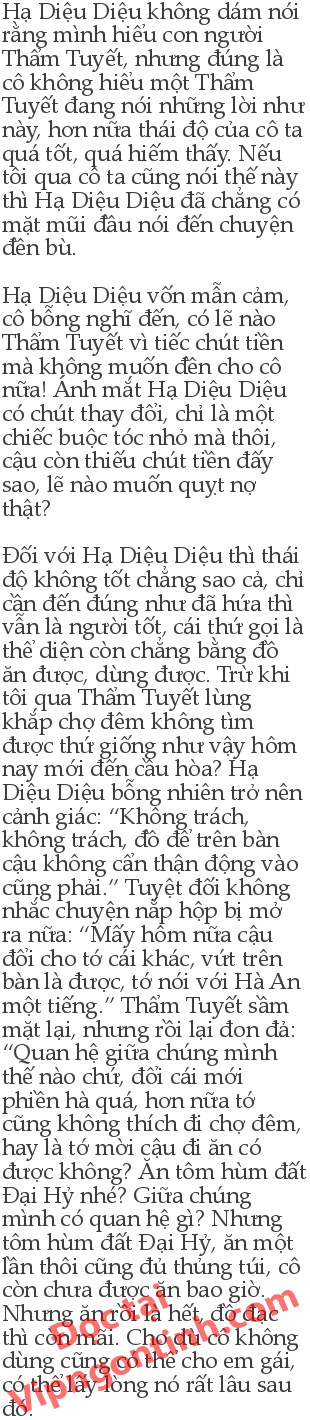 Hạ Diệu Diệu không dám nói
rằng mình hiểu con người
Thẩm Tuyết, nhưng đúng là
cô không hiểu một Thẩm
Tuyết đang nói những lời như
này, hơn nữa thái độ của cô ta
quá tốt, quá hiếm thấy. Nếu
tối qua cô ta cũng nói thế này
thì Hạ Diệu Diệu đã chẳng có
mặt mũi đâu nói đến chuyện
đền bù.
Hạ Diệu Diệu vốn mẫn cảm,
cô bỗng nghĩ đến, có lẽ nào
Thẩm Tuyết vì tiếc chút tiền
mà không muốn đền cho cô
nữa! Ánh mắt Hạ Diệu Diệu
có chút thay đổi, chỉ là một
chiếc buộc tóc nhỏ mà thôi,
cậu còn thiếu chút tiền đấy
sao, lẽ nào muốn quỵt nợ
thật?
Đối với Hạ Diệu Diệu thì thái
độ không tốt chẳng sao cả, chỉ
cần đến đúng như đã hứa thì
vẫn là người tốt, cái thứ gọi là
thể diện còn chẳng bằng đồ
ăn được, dùng được. Trừ khi
tối qua Thẩm Tuyết lùng
khắp chợ đêm không tìm
được thứ giống như vậy hôm
nay mới đến cầu hòa? Hạ
Diệu Diệu bỗng nhiên trở nên
cảnh giác: “Không trách,
không trách, đồ để trên bàn
cậu không cẩn thận động vào
cũng phải.” Tuyệt đối không
nhắc chuyện nắp hộp bị mở
ra nữa: “Mấy hôm nữa cậu
đổi cho tớ cái khác, vứt trên
bàn là được, tớ nói với Hà An
một tiếng.” Thẩm Tuyết sầm
mặt lại, nhưng rồi lại đon đả:
“Quan hệ giữa chúng mình
thế nào chứ, đổi cái mới
phiền hà quá, hơn nữa tớ
cũng không thích đi chợ đêm,
hay là tớ mời cậu đi ăn có
được không? Ăn tôm hùm đất
Đại Hỷ nhé? Giữa chúng
mình có quan hệ gì? Nhưng
tôm hùm đất Đại Hỷ, ăn một
lần thôi cũng đủ thủng túi, cô
còn chưa được ăn bao giờ.
Nhưng ăn rồi là hết, đồ đạc
thì còn mãi. Cho dù cô không
dùng cũng có thể cho em gái,
có thể lấy lòng nó rất lâu sau
đó.
Đọc tại
Vipngontinh.com